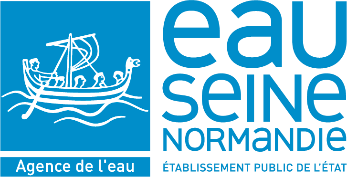 eau
seine
normandie
Agence de l'eau
ÉTABLISSEMENT PUBLIC DE L'ÉTAT